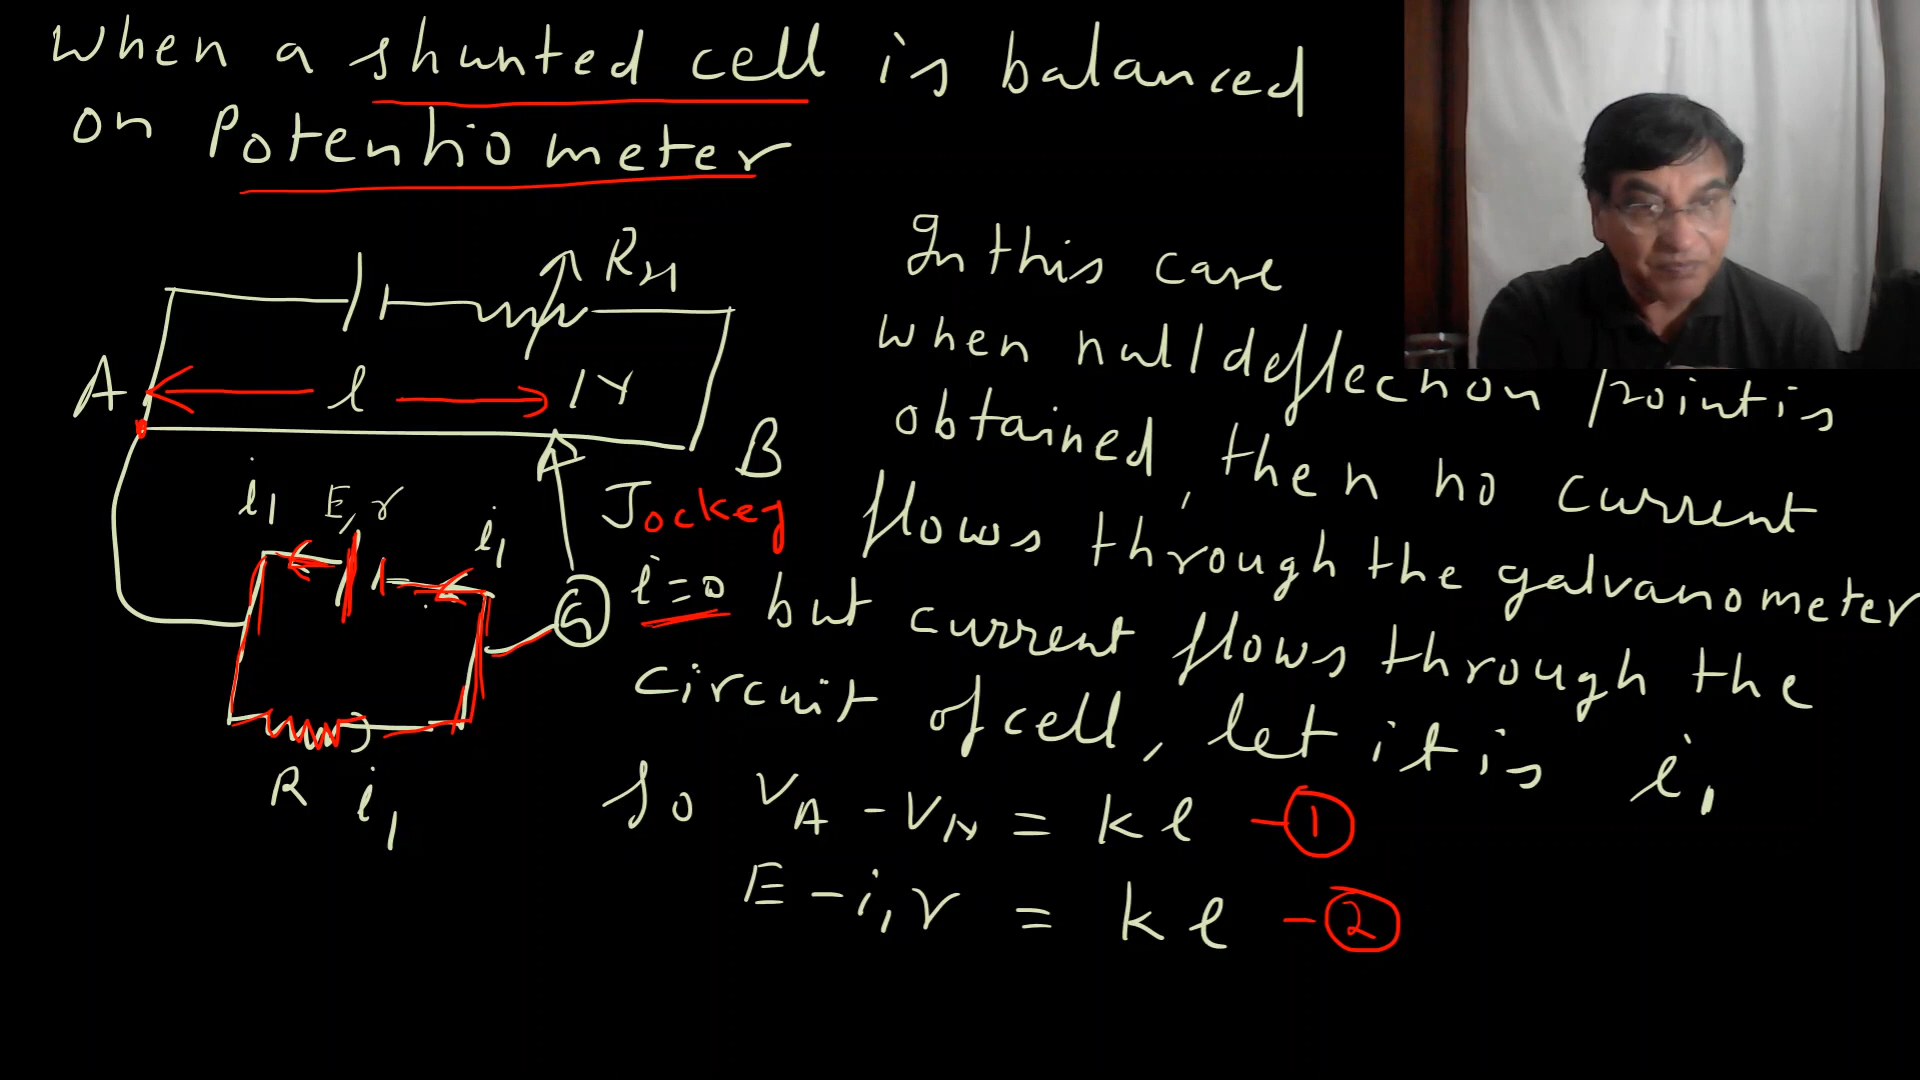 When a shunted cell is balanced
on Potentiometer
Rh
In this case
A
l
N
when null deflection point is
B
obtained, then no current
i1 E, r i1
Jockey
flows through the galvanometer
G i=0
but current flows through the
circuit of cell, let it is i1
R i1
So VA - VN = kl - 1
E - i1r = kl - 2